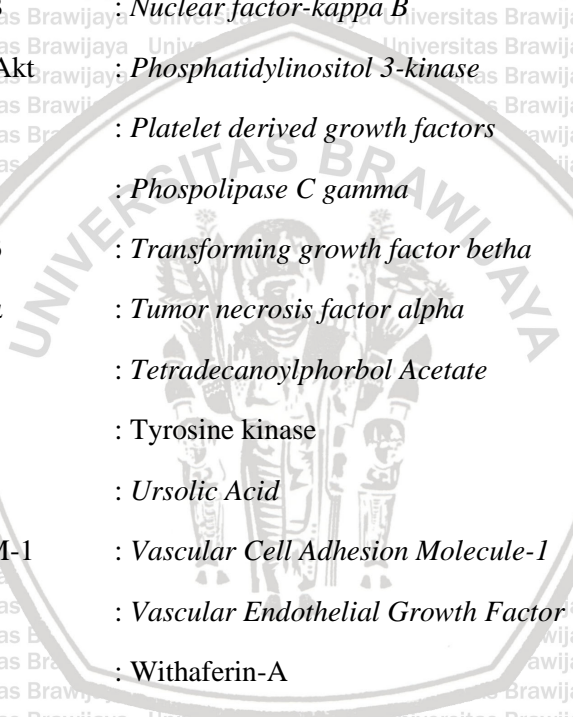 : Nuclear factor-kappa B
Akt : Phosphatidylinositol 3-kinase
: Platelet derived growth factors
: Phospolipase C gamma
: Transforming growth factor betha
: Tumor necrosis factor alpha
: Tetradecanoylphorbol Acetate
: Tyrosine kinase
: Ursolic Acid
M-1 : Vascular Cell Adhesion Molecule-1
: Vascular Endothelial Growth Factor
: Withaferin-A
UNIVERSITAS BRAWIJAYA